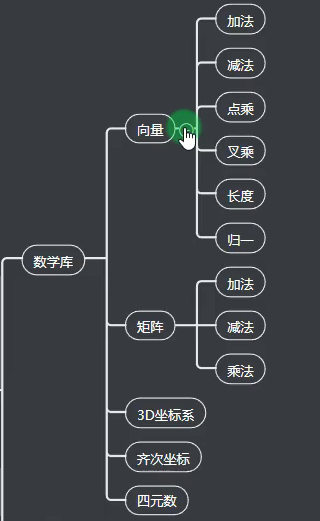 数学库
向量
加法
减法
点乘
叉乘
长度
归一
矩阵
加法
减法
乘法
3D坐标系
齐次坐标
四元数